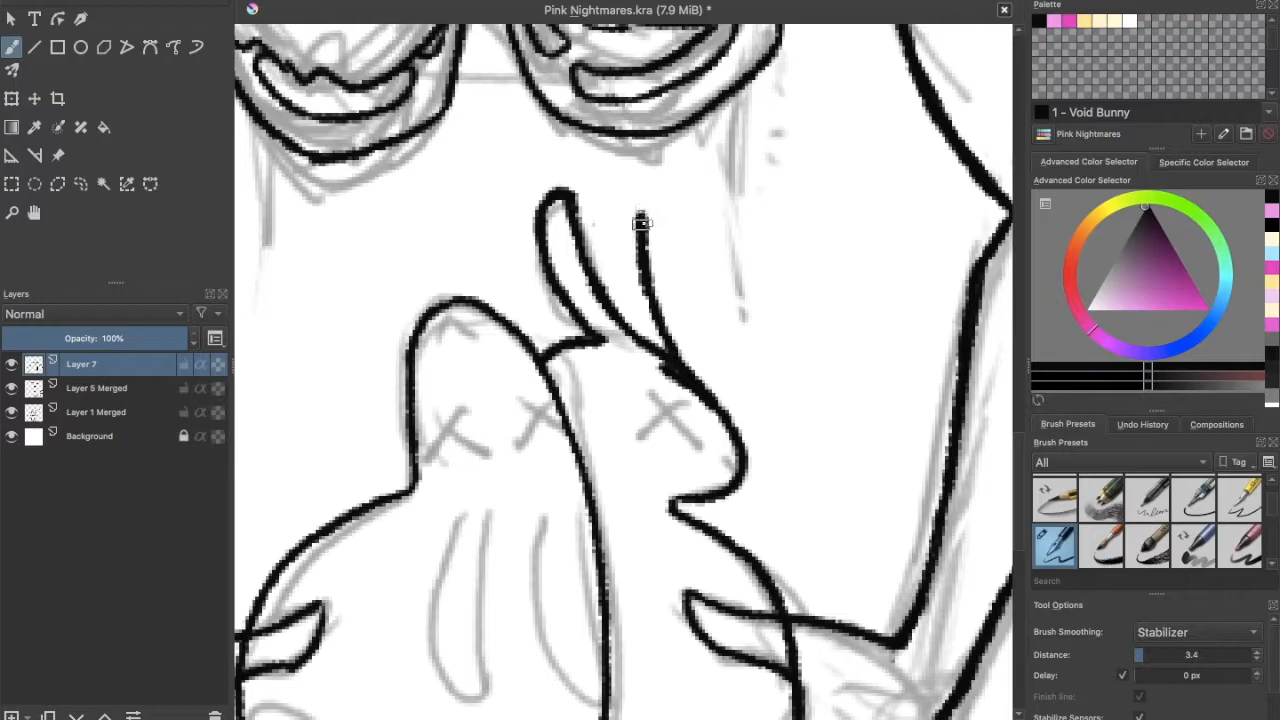 Pink Nightmares.kra (7.9 MiB) *
Palette
1 - Void Bunny
Pink Nightmares
Advanced Color Selector
Specific Color Selector
Advanced Color Selector
Layers
Normal
Opacity: 100%
Layer 7
Layer 5 Merged
Layer 1 Merged
Background
Brush Presets
Undo History
Compositions
Brush Presets
All
Tag
Search
Tool Options
Brush Smoothing:
Stabilizer
Distance:
3.4
Delay:
0 px
Finish line:
Stabilize Sensors: